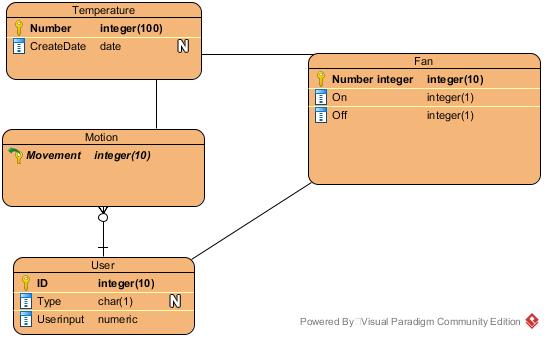 Temperature
Number integer(100)
CreateDate date N
Fan
Number integer integer(10)
On integer(1)
Off integer(1)
Motion
Movement integer(10)
User
ID integer(10)
Type char(1) N
Userinput numeric
Powered By Visual Paradigm Community Edition